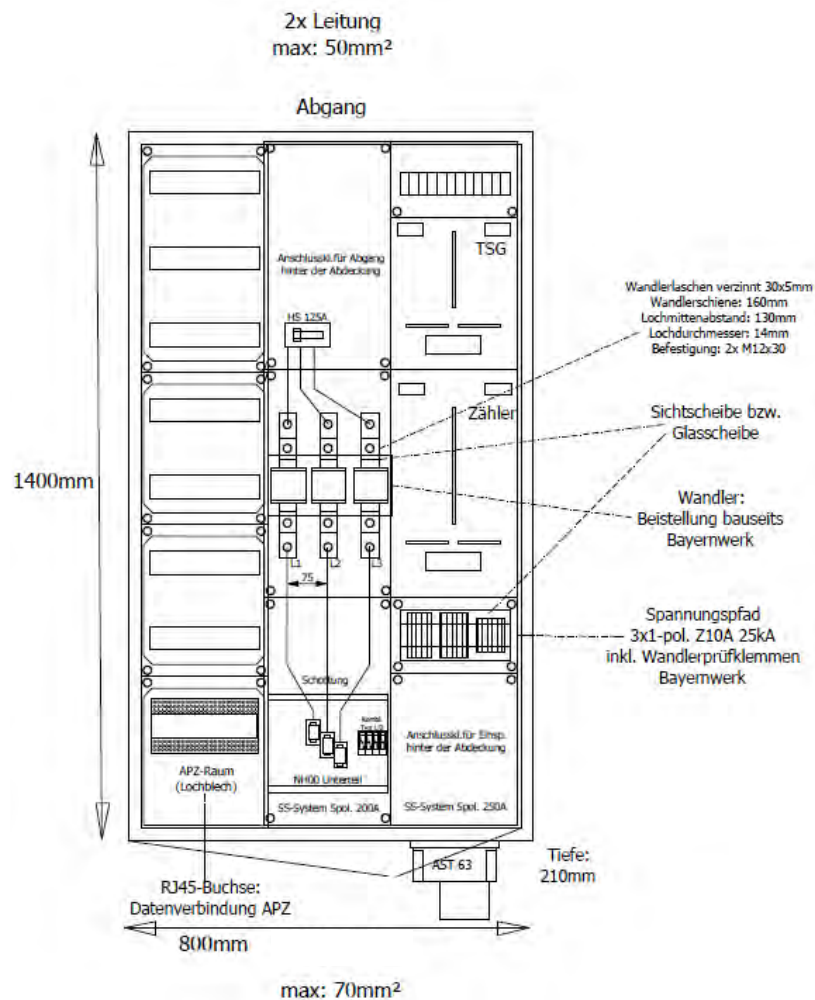 2x Leitung
max: 50mm²
Abgang
TSG
Anschlusskl.für Abgang
hinter der Abdeckung
HS 125A
Wandlerlaschen verzinnt 30x5mm
Wandlerschiene: 160mm
Lochmittenabstand: 130mm
Lochdurchmesser: 14mm
Befestigung: 2x M12x30
Zähler
Sichtscheibe bzw.
Glasscheibe
1400mm
Wandler:
Beistellung bauseits
Bayernwerk
L1
L2
L3
75
Spannungspfad
3x1-pol. Z10A 25kA
inkl. Wandlerprüfklemmen
Bayernwerk
Schottung
Anschlusskl.für Einsp.
hinter der Abdeckung
APZ-Raum
(Lochblech)
NH00 Unterteil
SS-System 5pol. 200A
SS-System 5pol. 250A
AST 63
Tiefe:
210mm
RJ45-Buchse:
Datenverbindung APZ
800mm
max: 70mm²